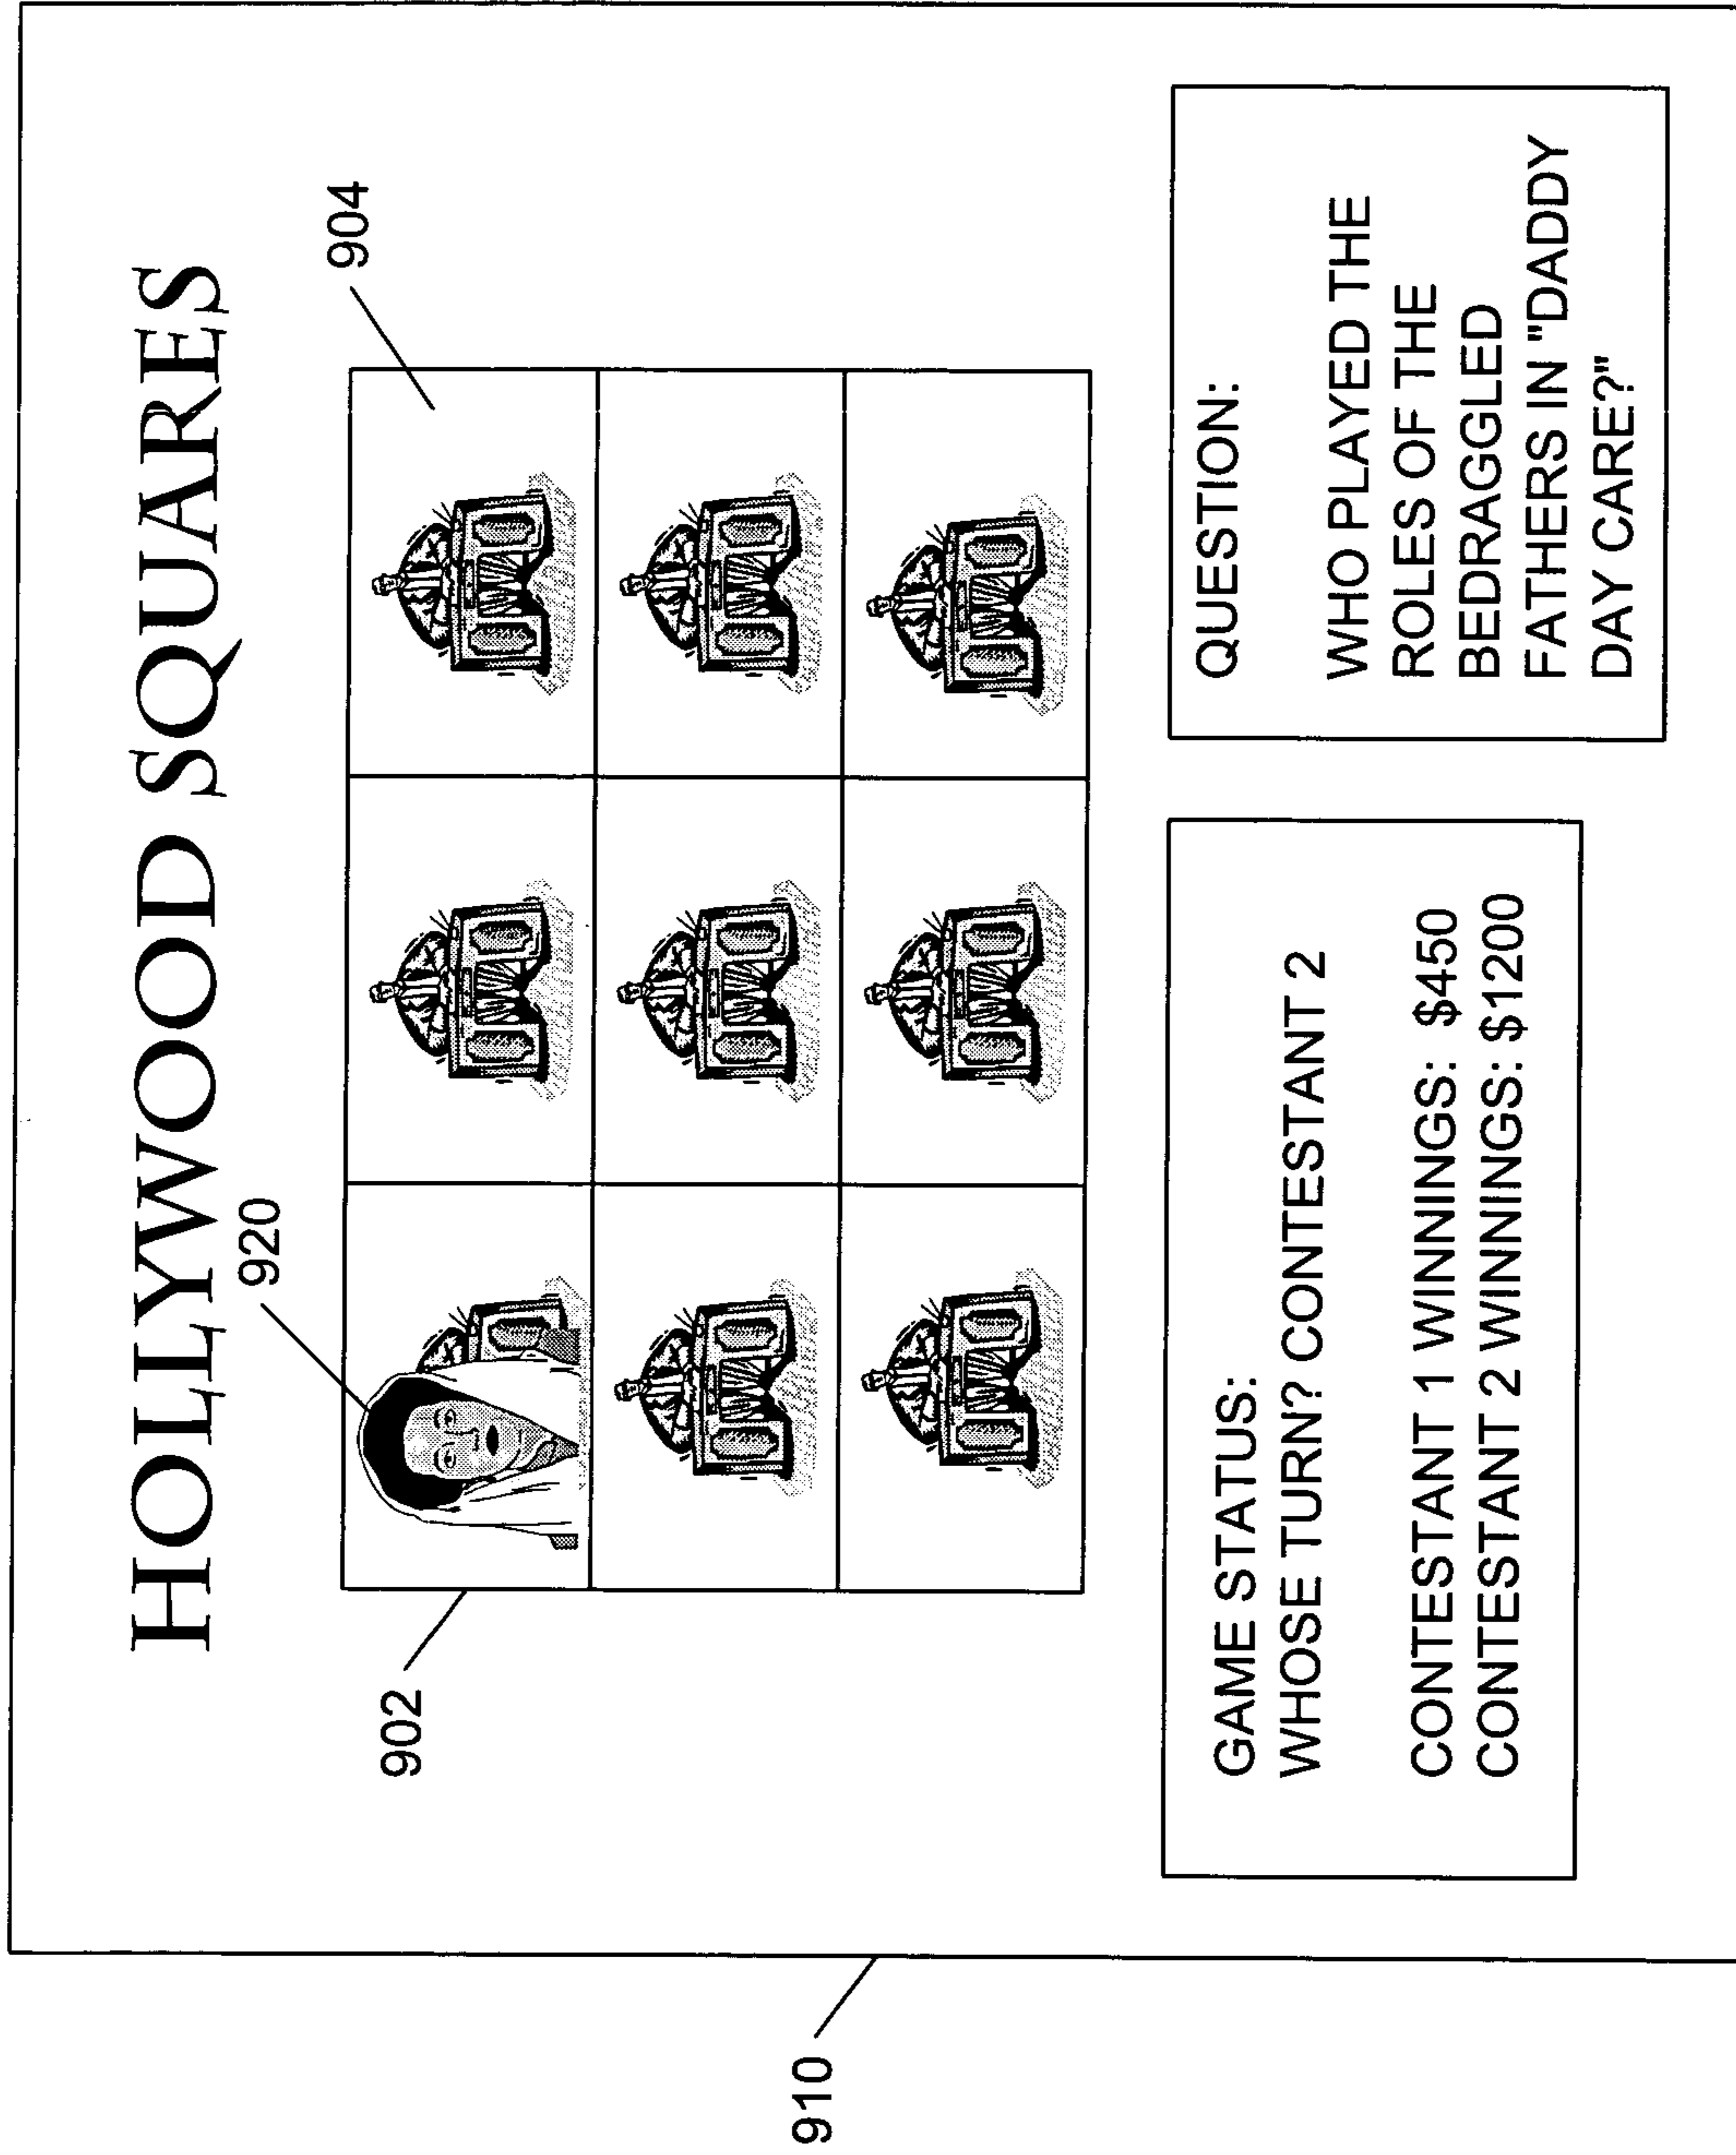 HOLLYWOOD SQUARES
920
904
902
910
GAME STATUS:
WHOSE TURN? CONTESTANT 2
CONTESTANT 1 WINNINGS: $450
CONTESTANT 2 WINNINGS: $1200
QUESTION:
WHO PLAYED THE
ROLES OF THE
BEDRAGGLED
FATHERS IN "DADDY
DAY CARE?"